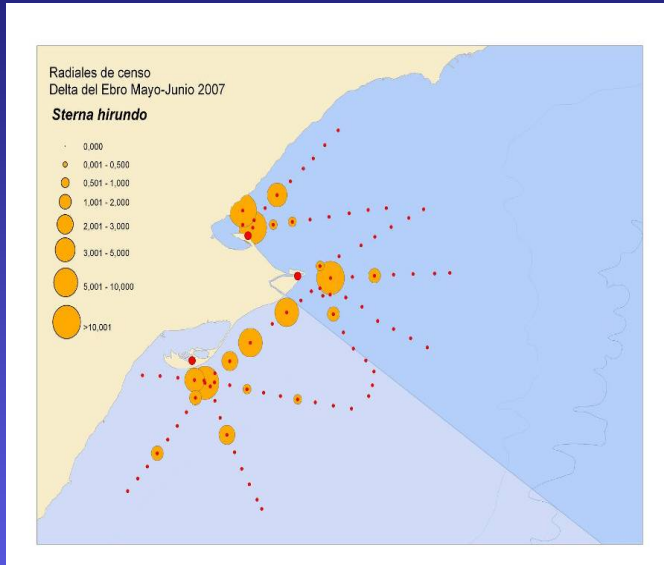 Radiales de censo
Delta del Ebro Mayo-Junio 2007
Sterna hirundo
0,000
0,001 - 0,500
0,501 - 1,000
1,001 - 2,000
2,001 - 3,000
3,001 - 5,000
5,001 - 10,000
>10,001